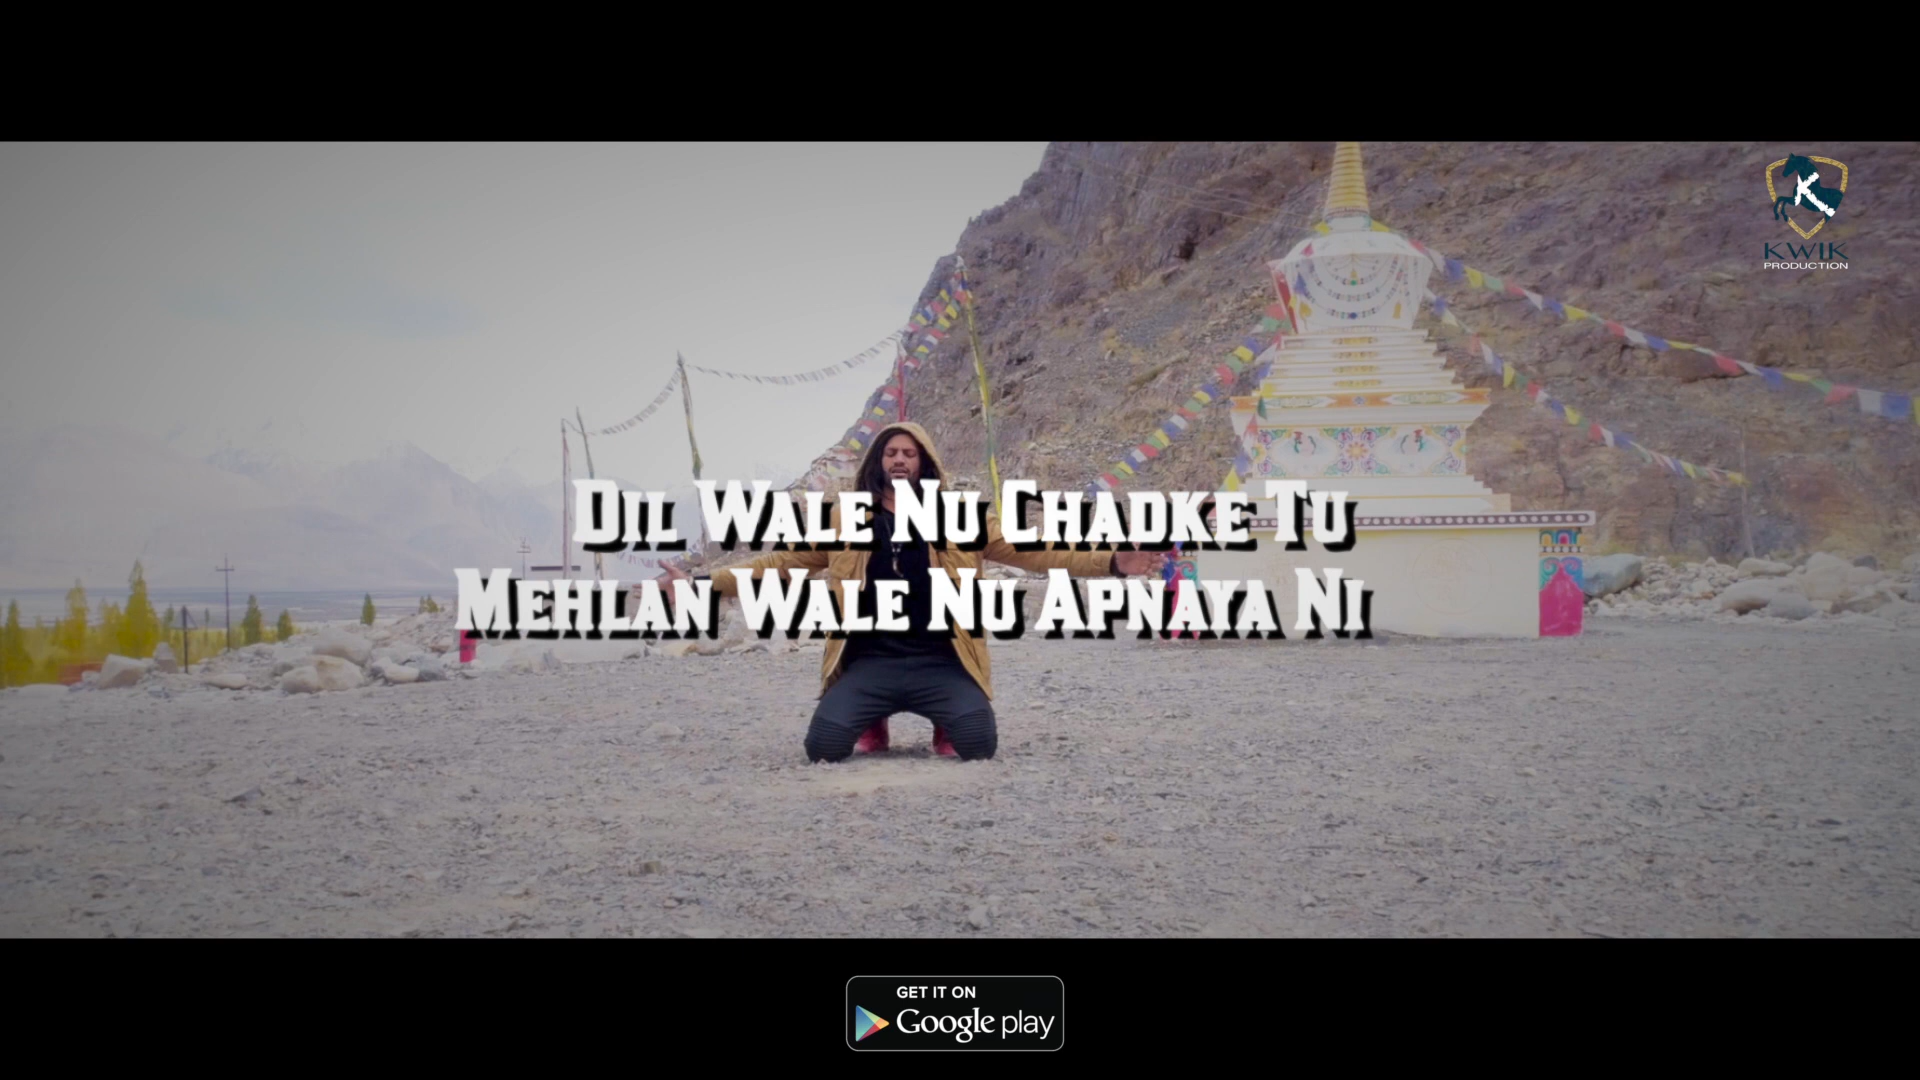 K
KWIK
PRODUCTION
Dil Wale Nu Chadke Tu
Mehlan Wale Nu Apnaya Ni
GET IT ON
Google play